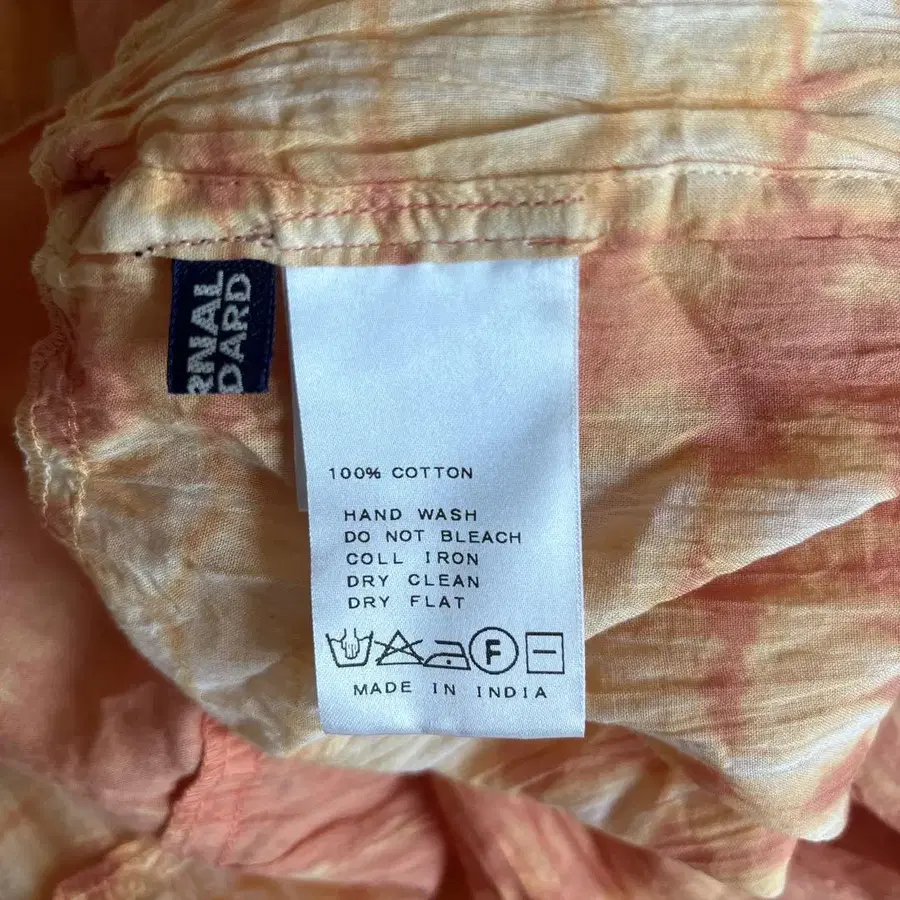 RNAL
DARD
100% COTTON
HAND WASH
DO NOT BLEACH
COLL IRON
DRY CLEAN
DRY FLAT
F
MADE IN INDIA